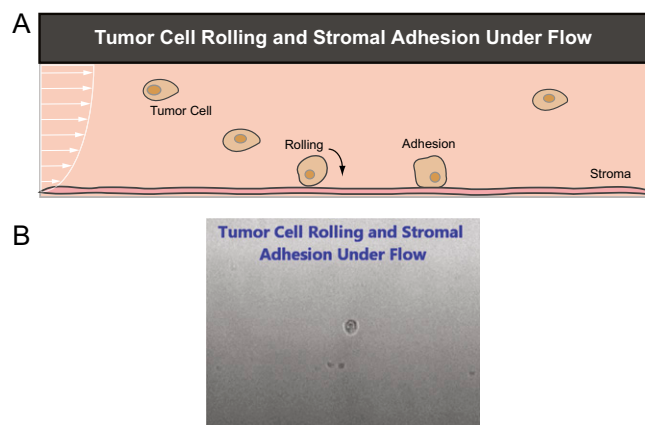 A
Tumor Cell Rolling and Stromal Adhesion Under Flow
Tumor Cell
Rolling
Adhesion
Stroma
B
Tumor Cell Rolling and Stromal
Adhesion Under Flow